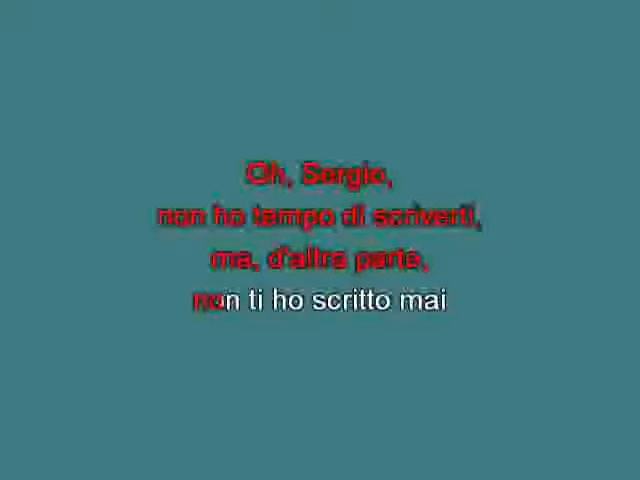 Oh, Sergio,
non ho tempo di scriverti,
ma, d'altra parte,
non ti ho scritto mai